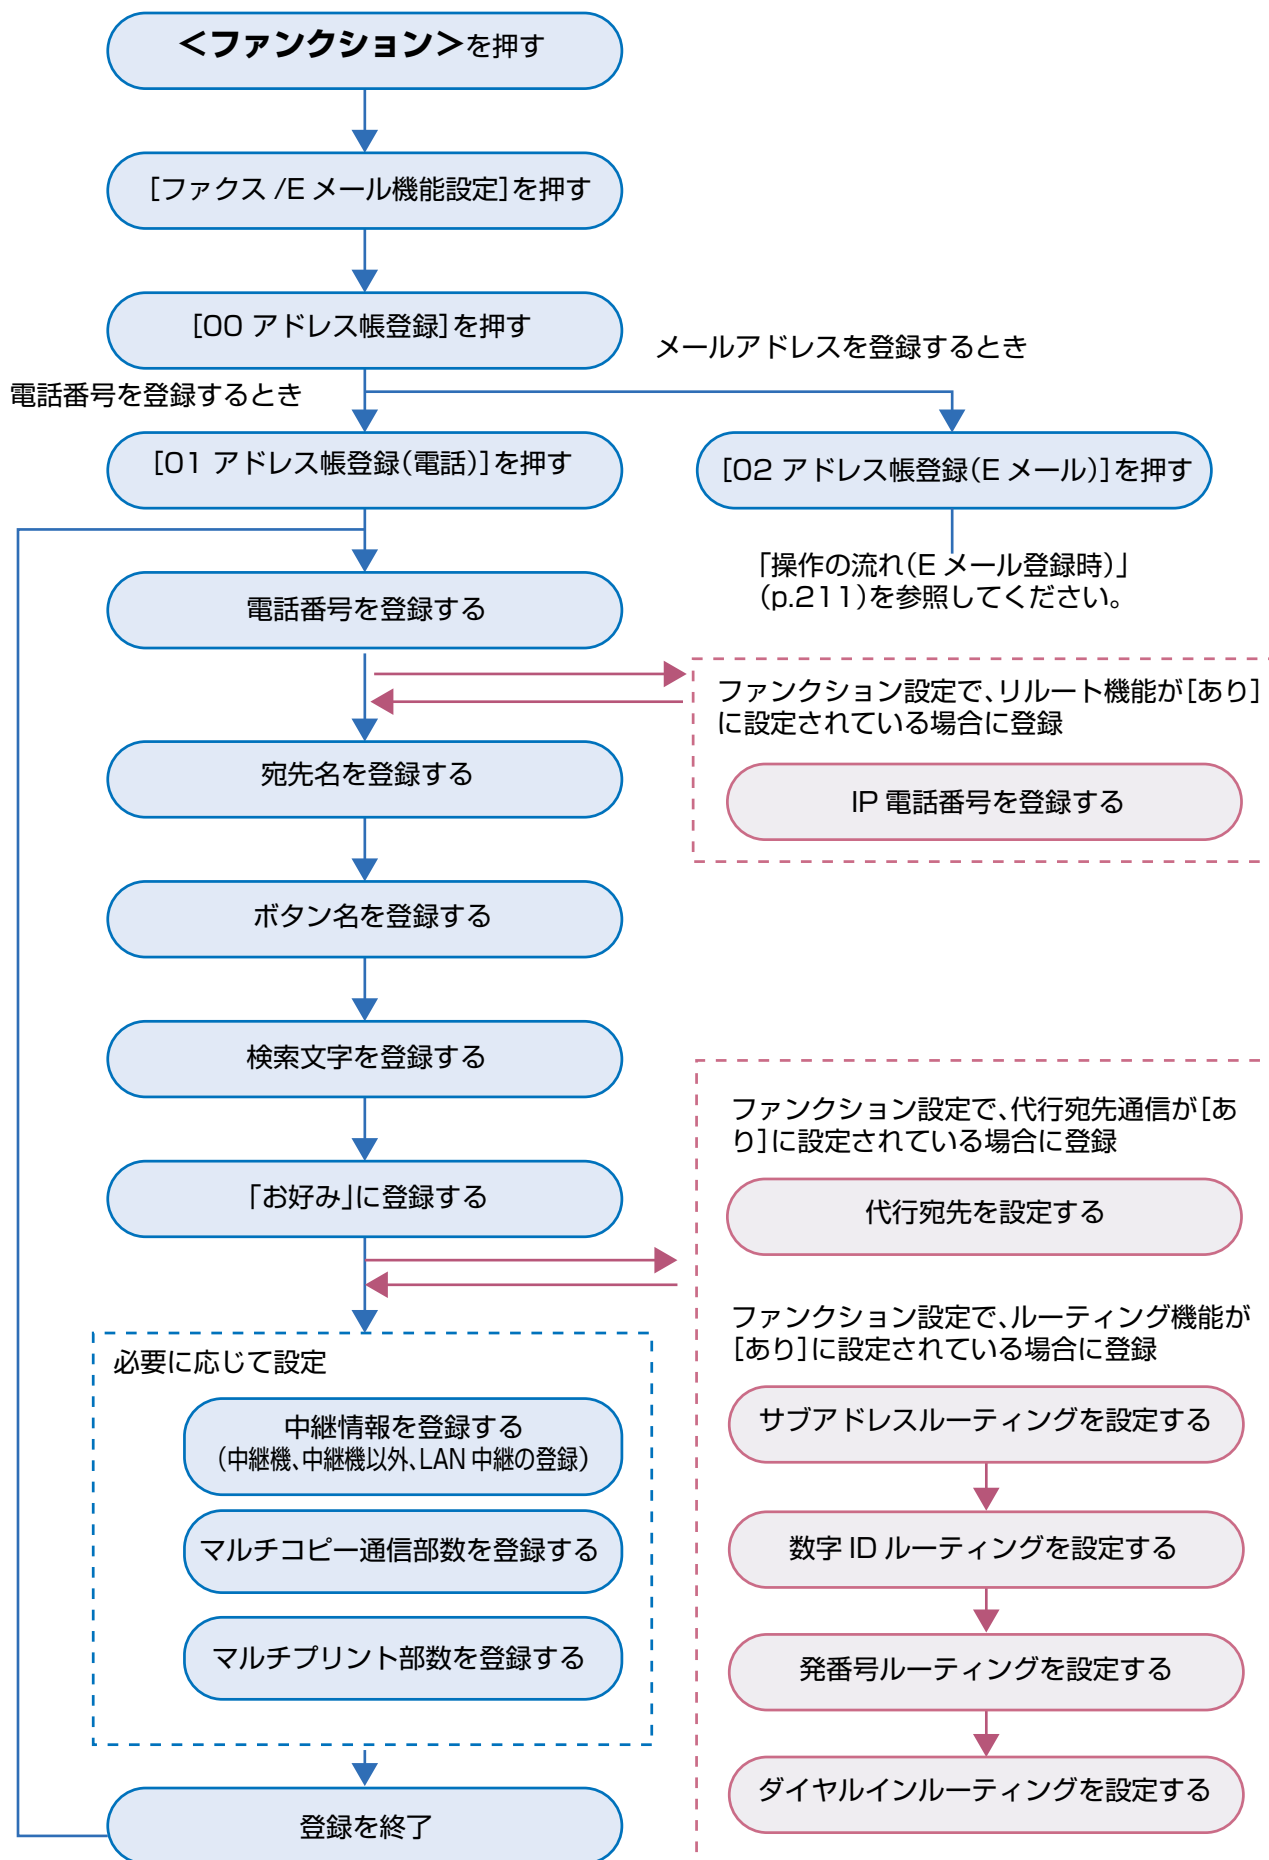 ＜ファンクション＞を押す
［ファクス /E メール機能設定］を押す
［00 アドレス帳登録］を押す
メールアドレスを登録するとき
電話番号を登録するとき
［01 アドレス帳登録（電話）］を押す
［02 アドレス帳登録（E メール）］を押す
「操作の流れ（E メール登録時）」
（p.211）を参照してください。
電話番号を登録する
ファンクション設定で、リルート機能が［あり］
に設定されている場合に登録
宛先名を登録する
IP 電話番号を登録する
ボタン名を登録する
検索文字を登録する
ファンクション設定で、代行宛先通信が［あ
り］に設定されている場合に登録
「お好み」に登録する
代行宛先を設定する
ファンクション設定で、ルーティング機能が
［あり］に設定されている場合に登録
必要に応じて設定
中継情報を登録する
（中継機、中継機以外、LAN 中継の登録）
サブアドレスルーティングを設定する
マルチコピー通信部数を登録する
数字 ID ルーティングを設定する
マルチプリント部数を登録する
発番号ルーティングを設定する
ダイヤルインルーティングを設定する
登録を終了